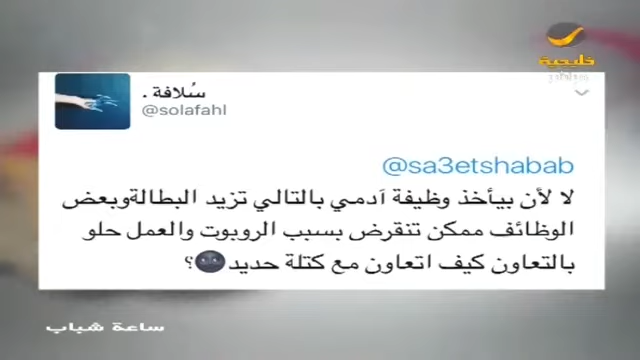 خليجية
سُلافة .
@solafahl
@sa3etshabab
لا لأن بيأخذ وظيفة آدمي بالتالي تزيد البطالةوبعض
الوظائف ممكن تنقرض بسبب الروبوت والعمل حلو
بالتعاون كيف اتعاون مع كتلة حديد🌚؟
ساعة شباب